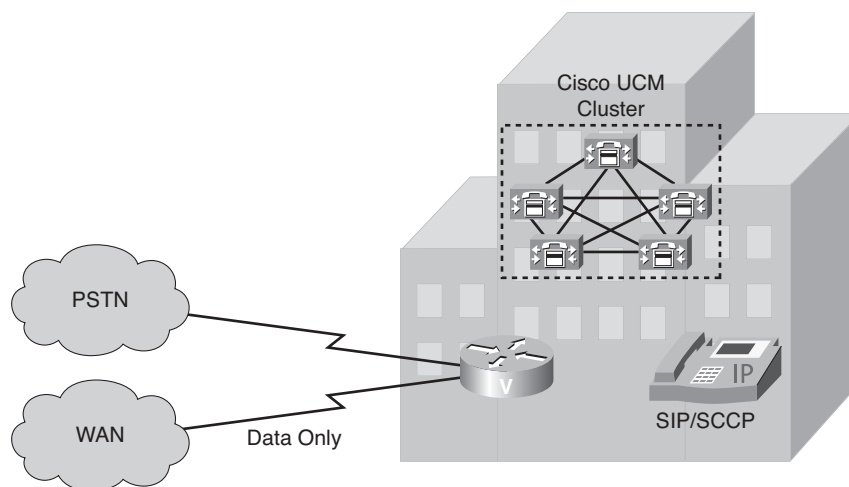 Cisco UCM
Cluster
PSTN
V
IP
WAN
Data Only
SIP/SCCP